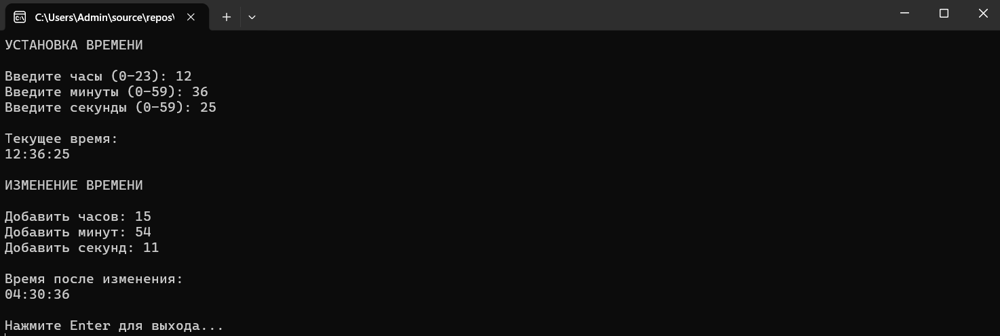 C:\Users\Admin\source\repos\
УСТАНОВКА ВРЕМЕНИ
Введите часы (0-23): 12
Введите минуты (0-59): 36
Введите секунды (0-59): 25
Текущее время:
12:36:25
ИЗМЕНЕНИЕ ВРЕМЕНИ
Добавить часов: 15
Добавить минут: 54
Добавить секунд: 11
Время после изменения:
04:30:36
Нажмите Enter для выхода...